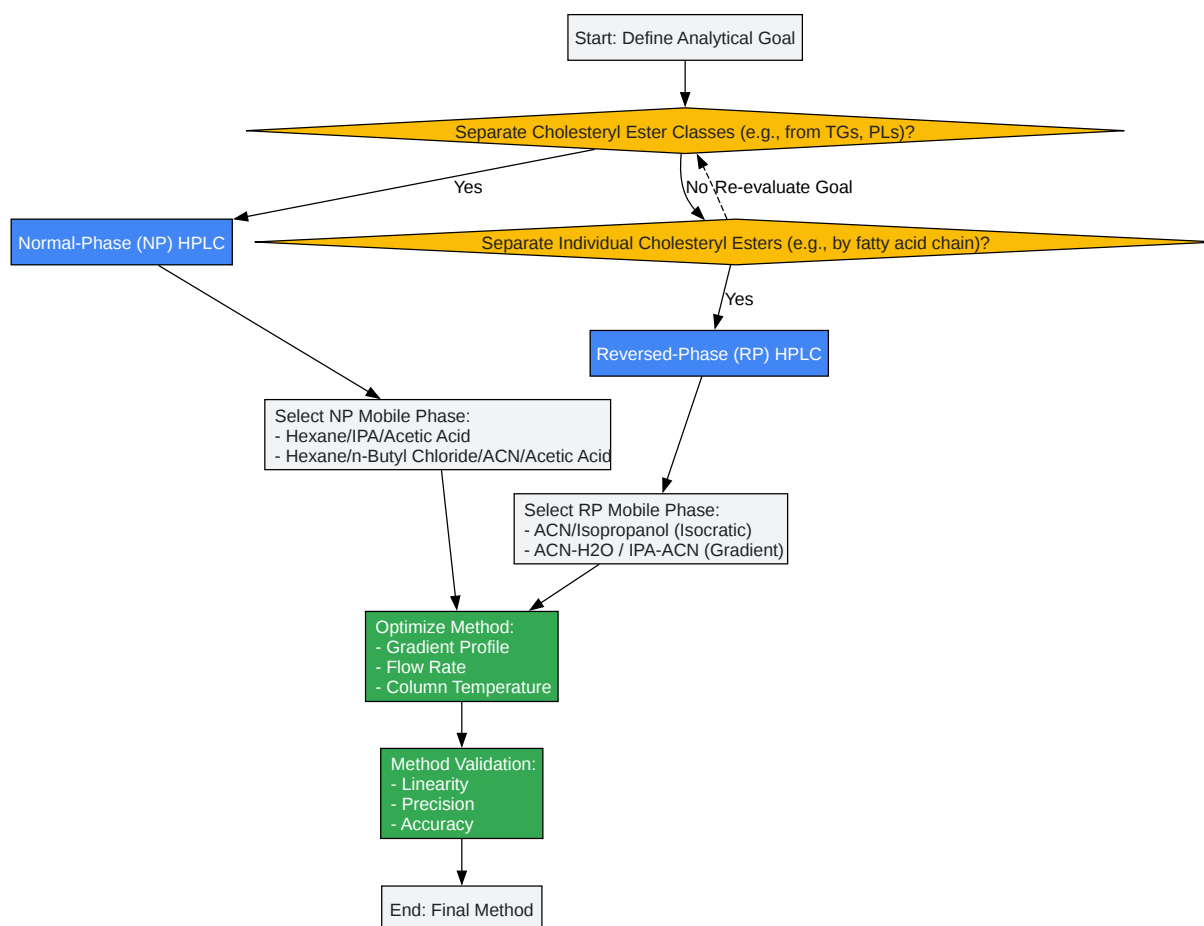 Start: Define Analytical Goal
Separate Cholesteryl Ester Classes (e.g., from TGs, PLs)?
Yes
No
Re-evaluate Goal
Normal-Phase (NP) HPLC
Separate Individual Cholesteryl Esters (e.g., by fatty acid chain)?
Yes
Reversed-Phase (RP) HPLC
Select NP Mobile Phase:
- Hexane/IPA/Acetic Acid
- Hexane/n-Butyl Chloride/ACN/Acetic Acid
Select RP Mobile Phase:
- ACN/Isopropanol (Isocratic)
- ACN-H2O / IPA-ACN (Gradient)
Optimize Method:
- Gradient Profile
- Flow Rate
- Column Temperature
Method Validation:
- Linearity
- Precision
- Accuracy
End: Final Method